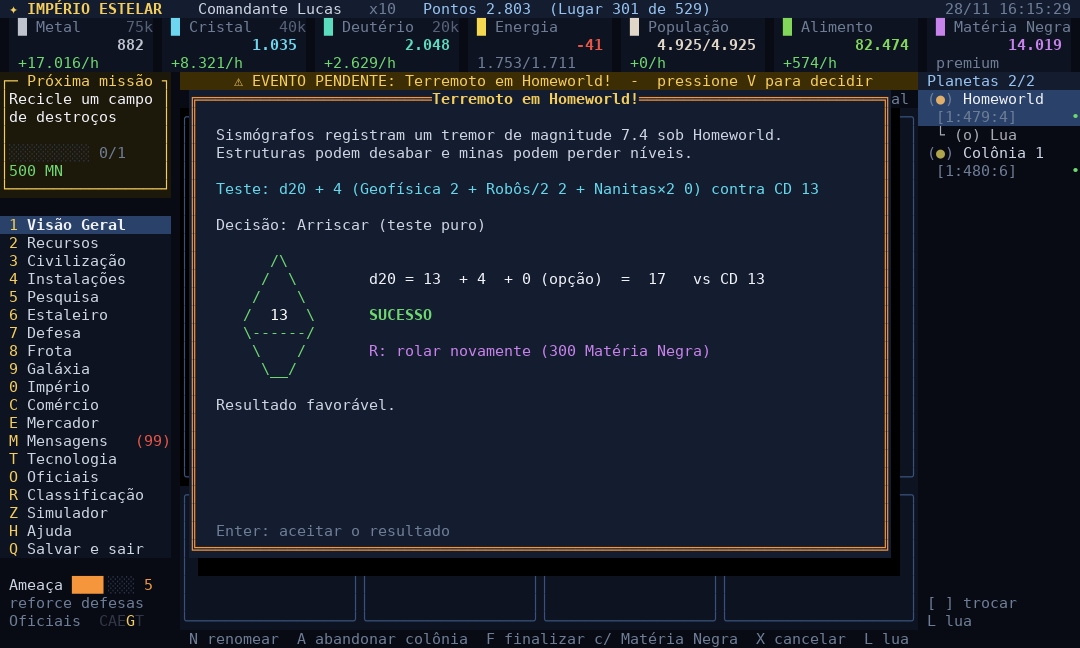 ✦ IMPÉRIO ESTELAR    Comandante Lucas   x10   Pontos 2.803  (Lugar 301 de 529)   28/11 16:15:29
Metal 75k   Cristal 40k   Deutério 20k   Energia   População   Alimento   Matéria Negra
882   1.035   2.048   -41   4.925/4.925   82.474   14.019
+17.016/h   +8.321/h   +2.629/h   1.753/1.711   +0/h   +574/h   premium
Próxima missão
Recicle um campo
de destroços
0/1
500 MN
⚠ EVENTO PENDENTE: Terremoto em Homeworld!  -  pressione V para decidir
al
1 Visão Geral
2 Recursos
3 Civilização
4 Instalações
5 Pesquisa
6 Estaleiro
7 Defesa
8 Frota
9 Galáxia
0 Império
C Comércio
E Mercador
M Mensagens   (99)
T Tecnologia
O Oficiais
R Classificação
Z Simulador
H Ajuda
Q Salvar e sair
Ameaça 5
reforce defesas
Oficiais  CAEGT
Terremoto em Homeworld!
Sismógrafos registram um tremor de magnitude 7.4 sob Homeworld.
Estruturas podem desabar e minas podem perder níveis.
Teste: d20 + 4 (Geofísica 2 + Robôs/2 2 + Nanitas×2 0) contra CD 13
Decisão: Arriscar (teste puro)
13
d20 = 13  + 4  + 0 (opção)  =  17   vs CD 13
SUCESSO
R: rolar novamente (300 Matéria Negra)
Resultado favorável.
Enter: aceitar o resultado
Planetas 2/2
(●) Homeworld
[1:479:4]   •
└ (o) Lua
(●) Colônia 1
[1:480:6]   •
[ ] trocar
L lua
N renomear  A abandonar colônia  F finalizar c/ Matéria Negra  X cancelar  L lua